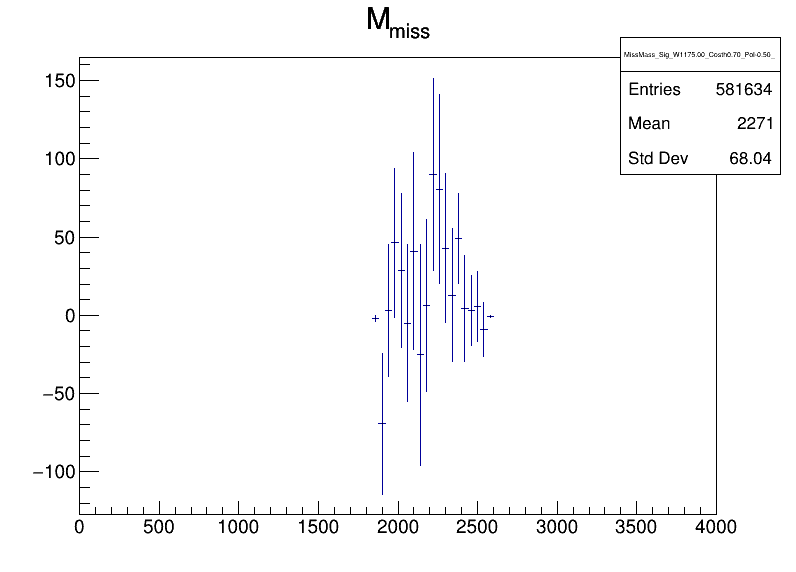 M_miss
MissMass_Sig_W1175.00_Costh0.70_Pol-0.50_
Entries 581634
Mean 2271
Std Dev 68.04
150
100
50
0
−50
−100
0 500 1000 1500 2000 2500 3000 3500 4000